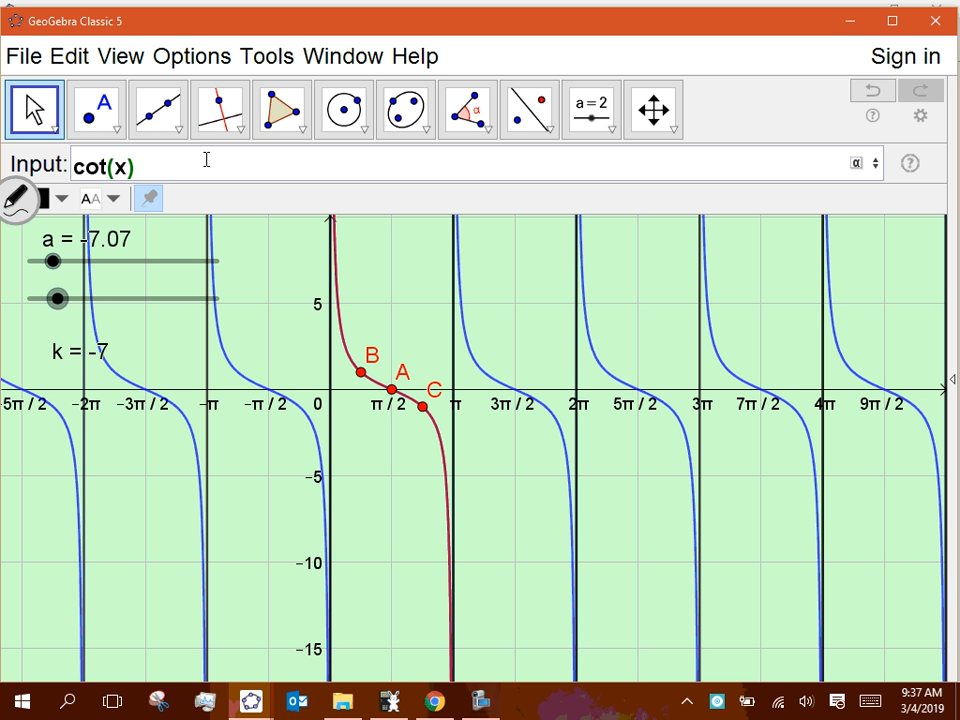 GeoGebra Classic 5
File Edit View Options Tools Window Help
Sign in
A
α
a=2
Input: cot(x)
α
AA
a = -7.07
k = -7
5
B
A
C
5π / 2 −2π −3π / 2 −π −π / 2 0 π / 2 π 3π / 2 2π 5π / 2 3π 7π / 2 4π 9π / 2
−5
−10
−15
9:37 AM
3/4/2019